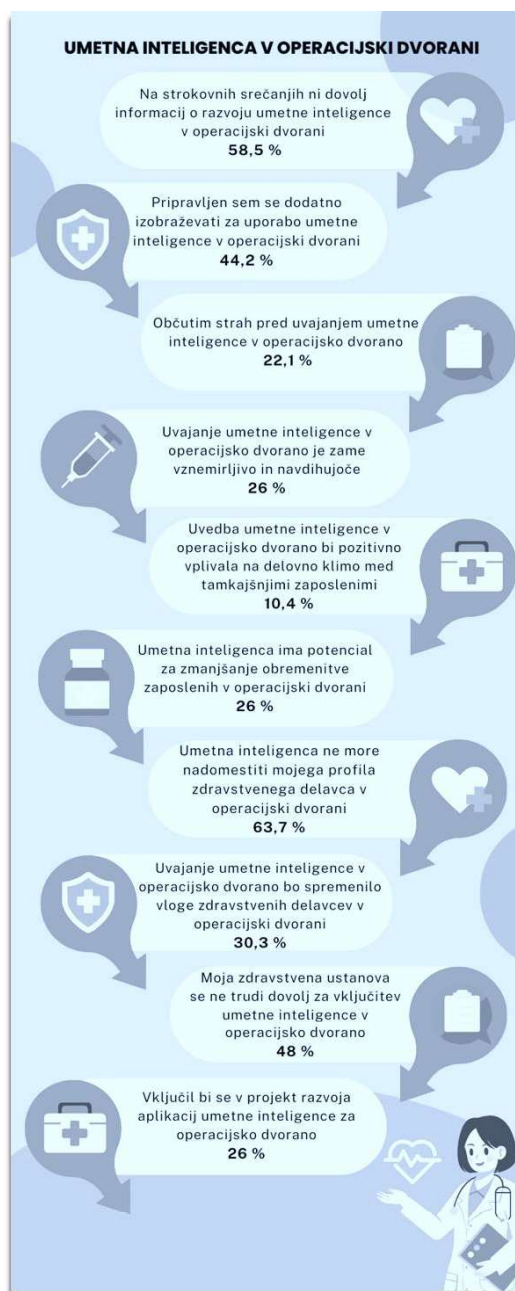 UMETNA INTELIGENCA V OPERACIJSKI DVORANI
Na strokovnih srečanjih ni dovolj
informacij o razvoju umetne inteligence
v operacijski dvorani
58,5 %
Pripravljen sem se dodatno
izobraževati za uporabo umetne
inteligence v operacijski dvorani
44,2 %
Občutim strah pred uvajanjem umetne
inteligence v operacijsko dvorano
22,1 %
Uvajanje umetne inteligence v
operacijsko dvorano je zame
vznemirljivo in navdihujoče
26 %
Uvedba umetne inteligence v
operacijsko dvorano bi pozitivno
vplivala na delovno klimo med
tamkajšnjimi zaposlenimi
10,4 %
Umetna inteligenca ima potencial
za zmanjšanje obremenitve
zaposlenih v operacijski dvorani
26 %
Umetna inteligenca ne more
nadomestiti mojega profila
zdravstvenega delavca v
operacijski dvorani
63,7 %
Uvajanje umetne inteligence v
operacijsko dvorano bo spremenilo
vloge zdravstvenih delavcev v
operacijski dvorani
30,3 %
Moja zdravstvena ustanova
se ne trudi dovolj za vključitev
umetne inteligence v
operacijsko dvorano
48 %
Vključil bi se v projekt razvoja
aplikacij umetne inteligence za
operacijsko dvorano
26 %